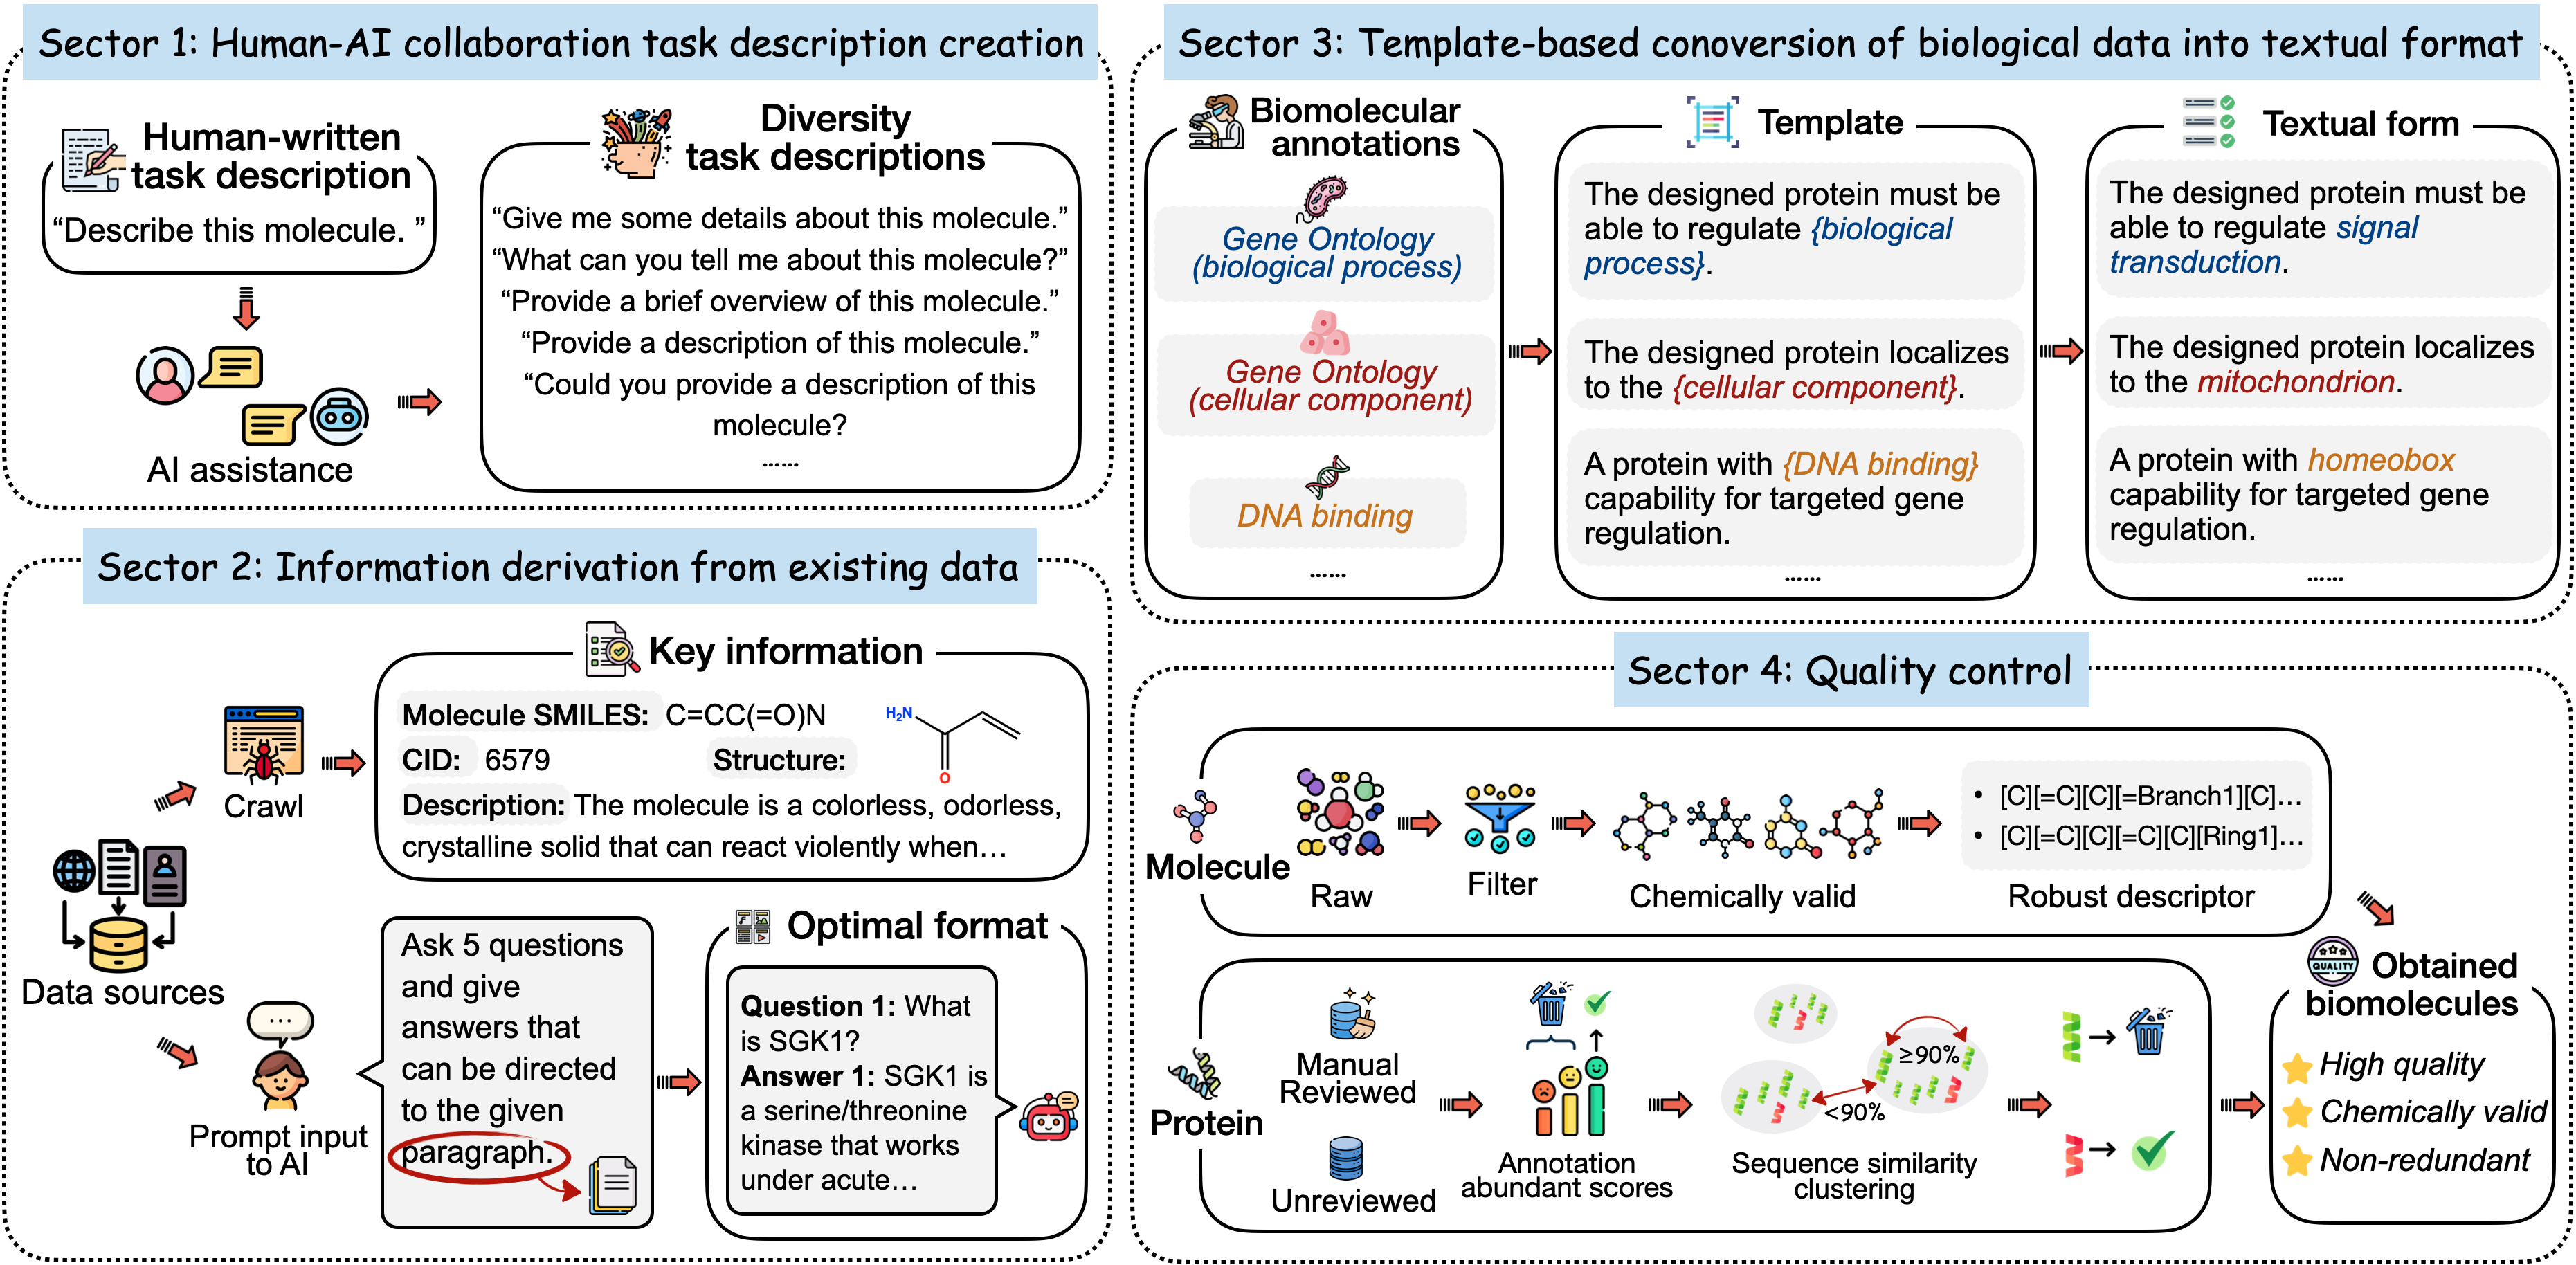 Sector 1: Human-AI collaboration task description creation
Human-written
task description
“Describe this molecule. ”
AI assistance
Diversity
task descriptions
“Give me some details about this molecule.”
“What can you tell me about this molecule?”
“Provide a brief overview of this molecule.”
“Provide a description of this molecule.”
“Could you provide a description of this
molecule?
......
Sector 2: Information derivation from existing data
Data sources
Crawl
Key information
Molecule SMILES: C=CC(=O)N
CID: 6579
Structure:
H₂N
O
Description: The molecule is a colorless, odorless,
crystalline solid that can react violently when…
...
Prompt input
to AI
Ask 5 questions
and give
answers that
can be directed
to the given
paragraph.
Optimal format
Question 1: What
is SGK1?
Answer 1: SGK1 is
a serine/threonine
kinase that works
under acute…
Sector 3: Template-based conoversion of biological data into textual format
Biomolecular
annotations
Gene Ontology
(biological process)
Gene Ontology
(cellular component)
DNA binding
......
Template
The designed protein must be
able to regulate {biological
process}.
The designed protein localizes
to the {cellular component}.
A protein with {DNA binding}
capability for targeted gene
regulation.
......
Textual form
The designed protein must be
able to regulate signal
transduction.
The designed protein localizes
to the mitochondrion.
A protein with homeobox
capability for targeted gene
regulation.
......
Sector 4: Quality control
Molecule
Raw
Filter
Chemically valid
• [C][=C][C][=Branch1][C]…
• [C][=C][C][=C][C][Ring1]…
Robust descriptor
Protein
Manual
Reviewed
Unreviewed
Annotation
abundant scores
≥90%
<90%
Sequence similarity
clustering
QUALITY
Obtained
biomolecules
High quality
Chemically valid
Non-redundant